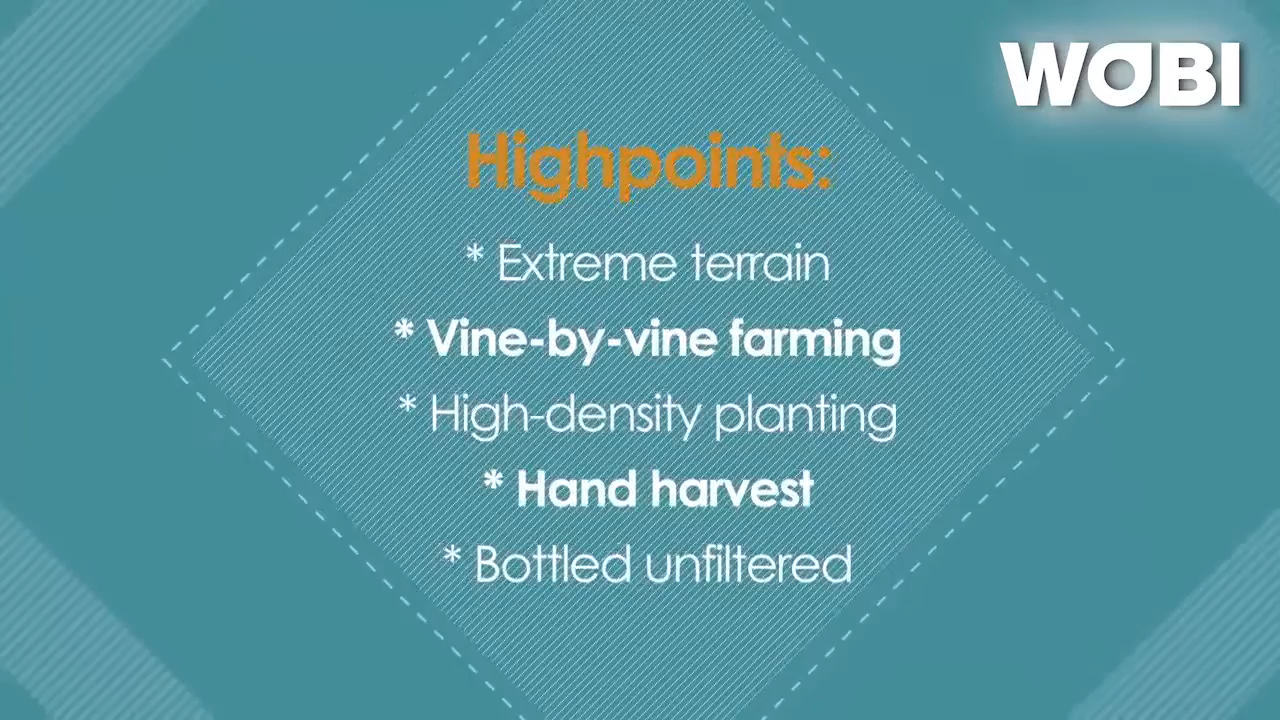 WOBI
Highpoints:
* Extreme terrain
* Vine-by-vine farming
* High-density planting
* Hand harvest
* Bottled unfiltered